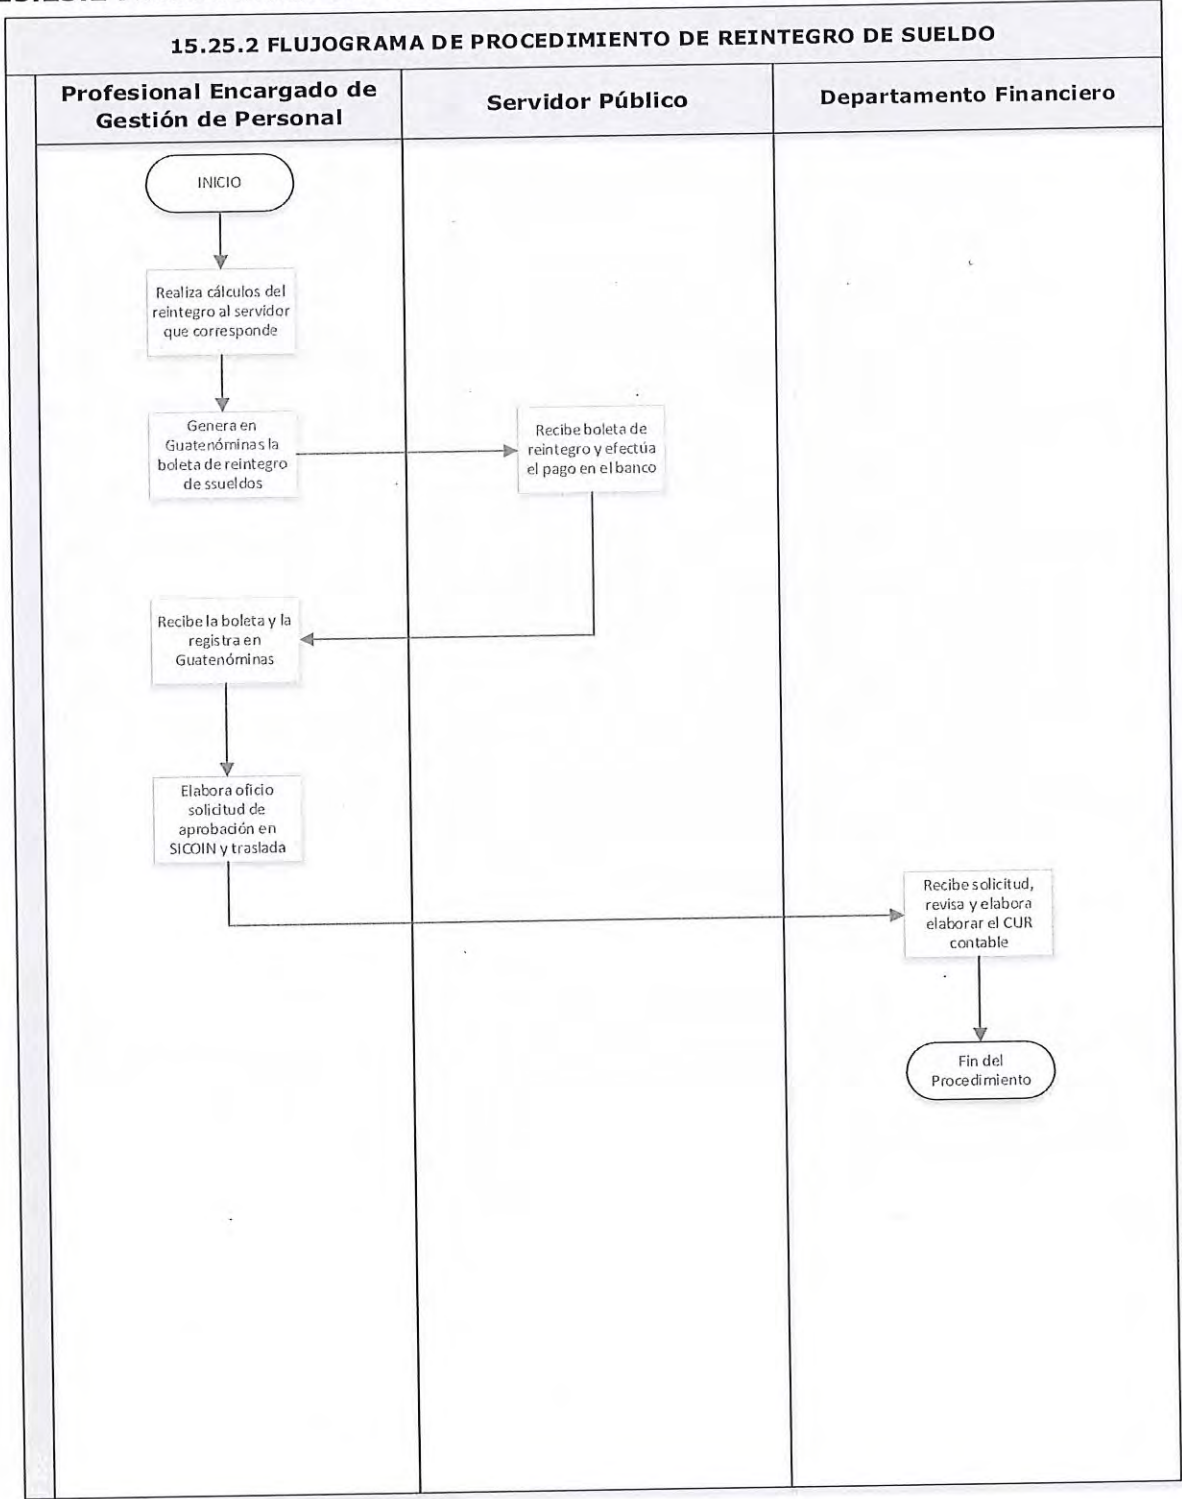 15.25.2 FLUJOGRAMA DE PROCEDIMIENTO DE REINTEGRO DE SUELDO
Profesional Encargado de
Gestión de Personal
Servidor Público
Departamento Financiero
INICIO
Realiza cálculos del
reintegro al servidor
que corresponde
Genera en
Guatenóminas la
boleta de reintegro
de ssueldos
Recibe boleta de
reintegro y efectúa
el pago en el banco
Recibe la boleta y la
registra en
Guatenóminas
Elabora oficio
solicitud de
aprobación en
SICOIN y traslada
Recibe solicitud,
revisa y elabora
elaborar el CUR
contable
Fin del
Procedimiento